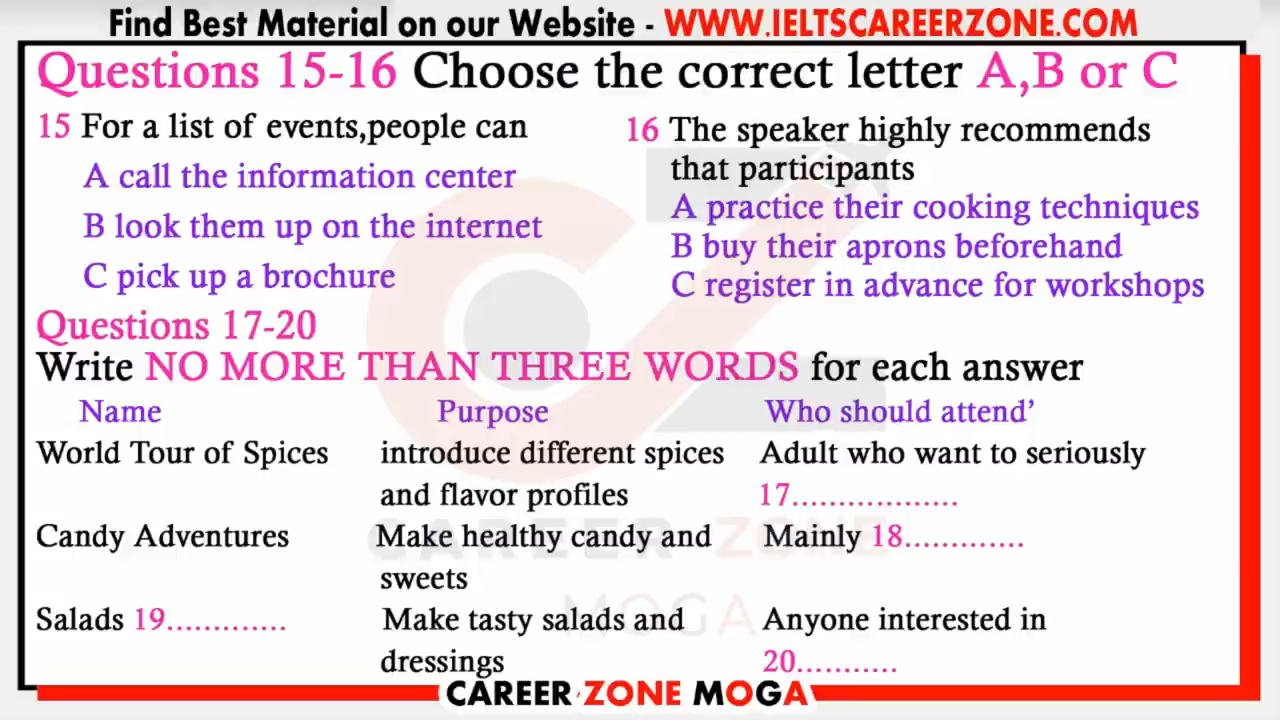 Find Best Material on our Website - WWW.IELTSCAREERZONE.COM
Questions 15-16 Choose the correct letter A,B or C
15 For a list of events,people can
A call the information center
B look them up on the internet
C pick up a brochure
16 The speaker highly recommends
that participants
A practice their cooking techniques
B buy their aprons beforehand
C register in advance for workshops
Questions 17-20
Write NO MORE THAN THREE WORDS for each answer
Name Purpose Who should attend’
World Tour of Spices introduce different spices Adult who want to seriously
and flavor profiles 17..................
Candy Adventures Make healthy candy and Mainly 18.............
sweets
Salads 19............. Make tasty salads and Anyone interested in
dressings 20...........
CAREER ZONE
MOGA
CAREER ZONE MOGA